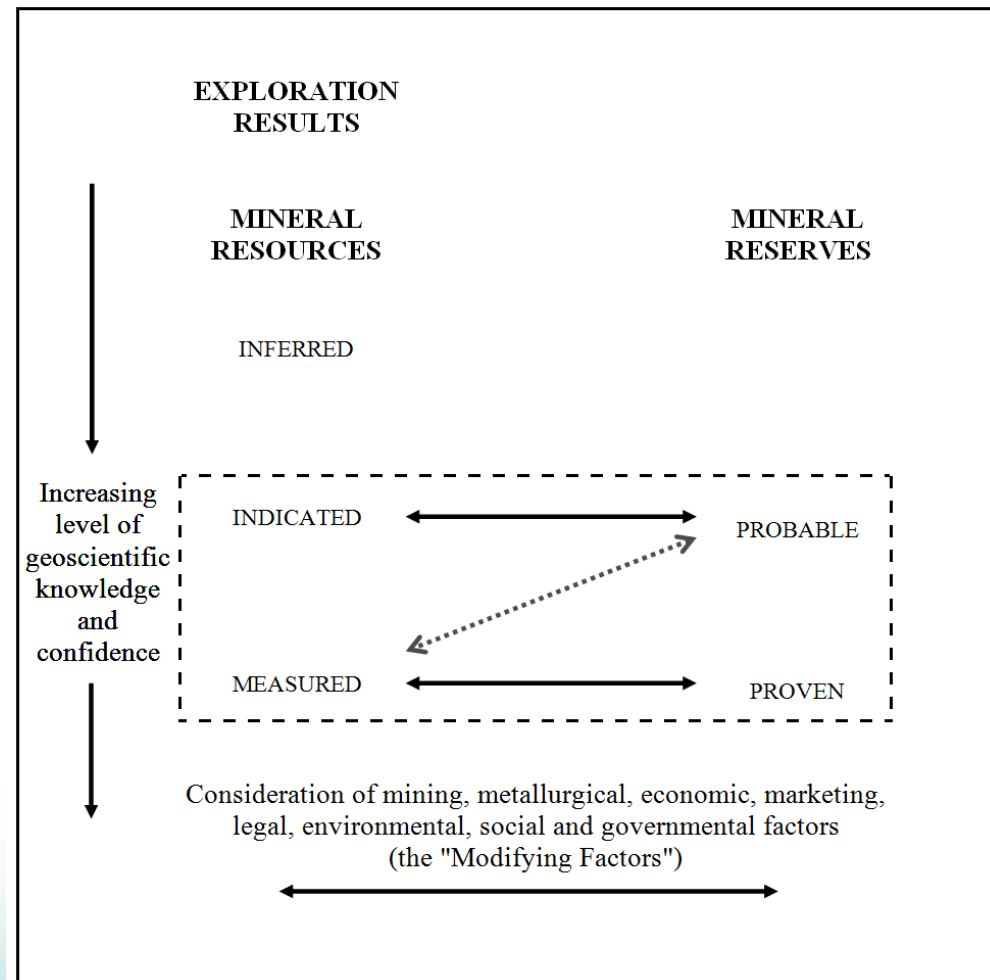 EXPLORATION
RESULTS
MINERAL
RESOURCES
MINERAL
RESERVES
INFERRED
Increasing
level of
geoscientific
knowledge
and
confidence
INDICATED
PROBABLE
MEASURED
PROVEN
Consideration of mining, metallurgical, economic, marketing,
legal, environmental, social and governmental factors
(the "Modifying Factors")